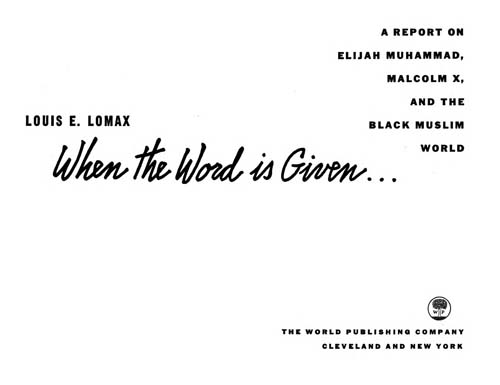 A REPORT ON
ELIJAH MUHAMMAD,
MALCOLM X,
AND THE
BLACK MUSLIM
WORLD
LOUIS E. LOMAX
When the Word is Given...
W P
THE WORLD PUBLISHING COMPANY
CLEVELAND AND NEW YORK